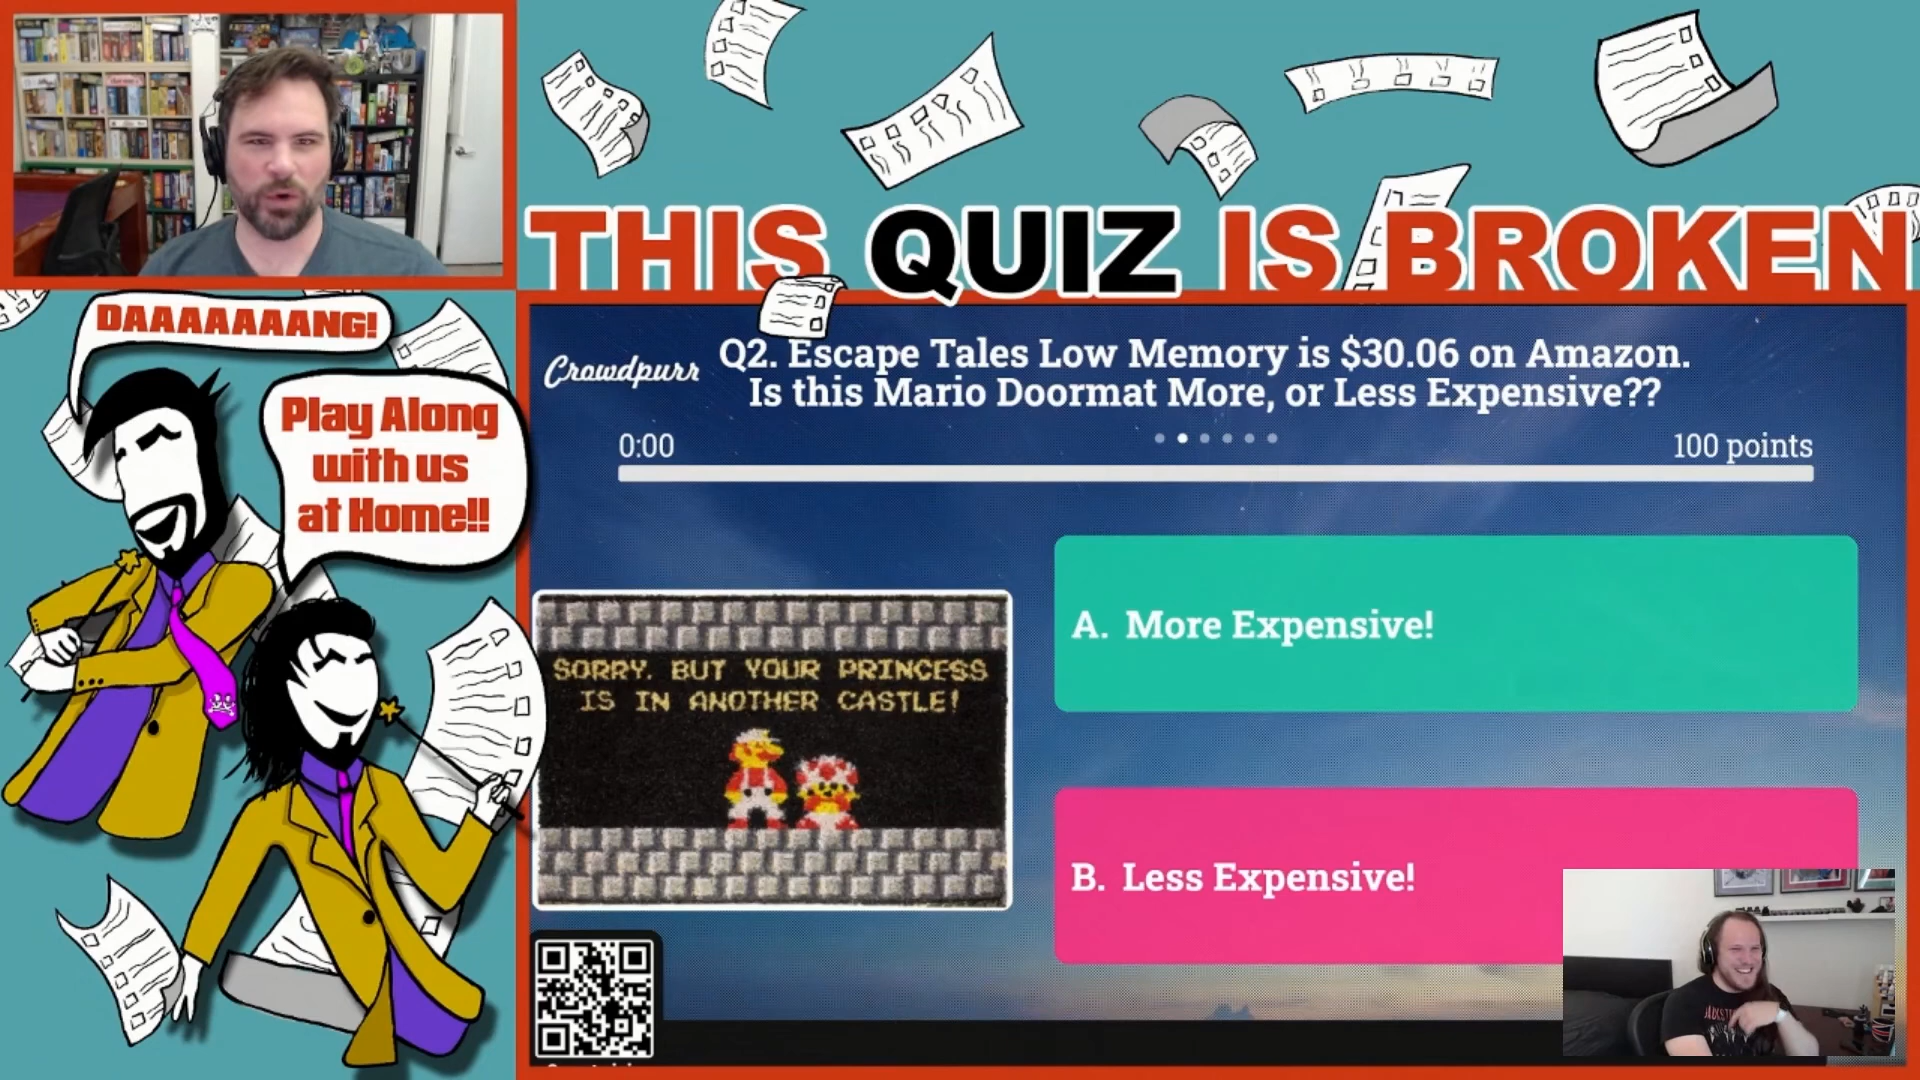 THIS QUIZ IS BROKEN
DAAAAAAAANG!
Play Along
with us
at Home!!
Crowdpurr
Q2. Escape Tales Low Memory is $30.06 on Amazon.
Is this Mario Doormat More, or Less Expensive??
0:00
100 points
SORRY, BUT YOUR PRINCESS
IS IN ANOTHER CASTLE!
A. More Expensive!
B. Less Expensive!